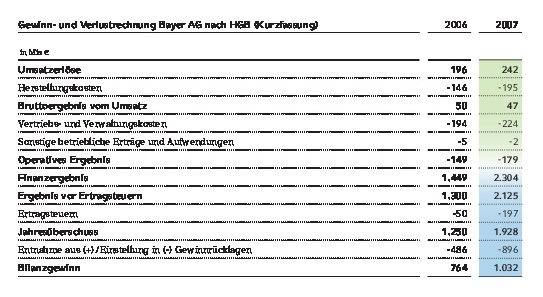 Gewinn- und Verlustrechnung Bayer AG nach HGB (Kurzfassung) 2006 2007
in Mio €
Umsatzerlöse 196 242
Herstellungskosten -146 -195
Bruttoergebnis vom Umsatz 50 47
Vertriebs- und Verwaltungskosten -194 -224
Sonstige betriebliche Erträge und Aufwendungen -5 -2
Operatives Ergebnis -149 -179
Finanzergebnis 1.449 2.304
Ergebnis vor Ertragsteuern 1.300 2.125
Ertragsteuern -50 -197
Jahresüberschuss 1.250 1.928
Entnahme aus (+) / Einstellung in (-) Gewinnrücklagen -486 -896
Bilanzgewinn 764 1.032